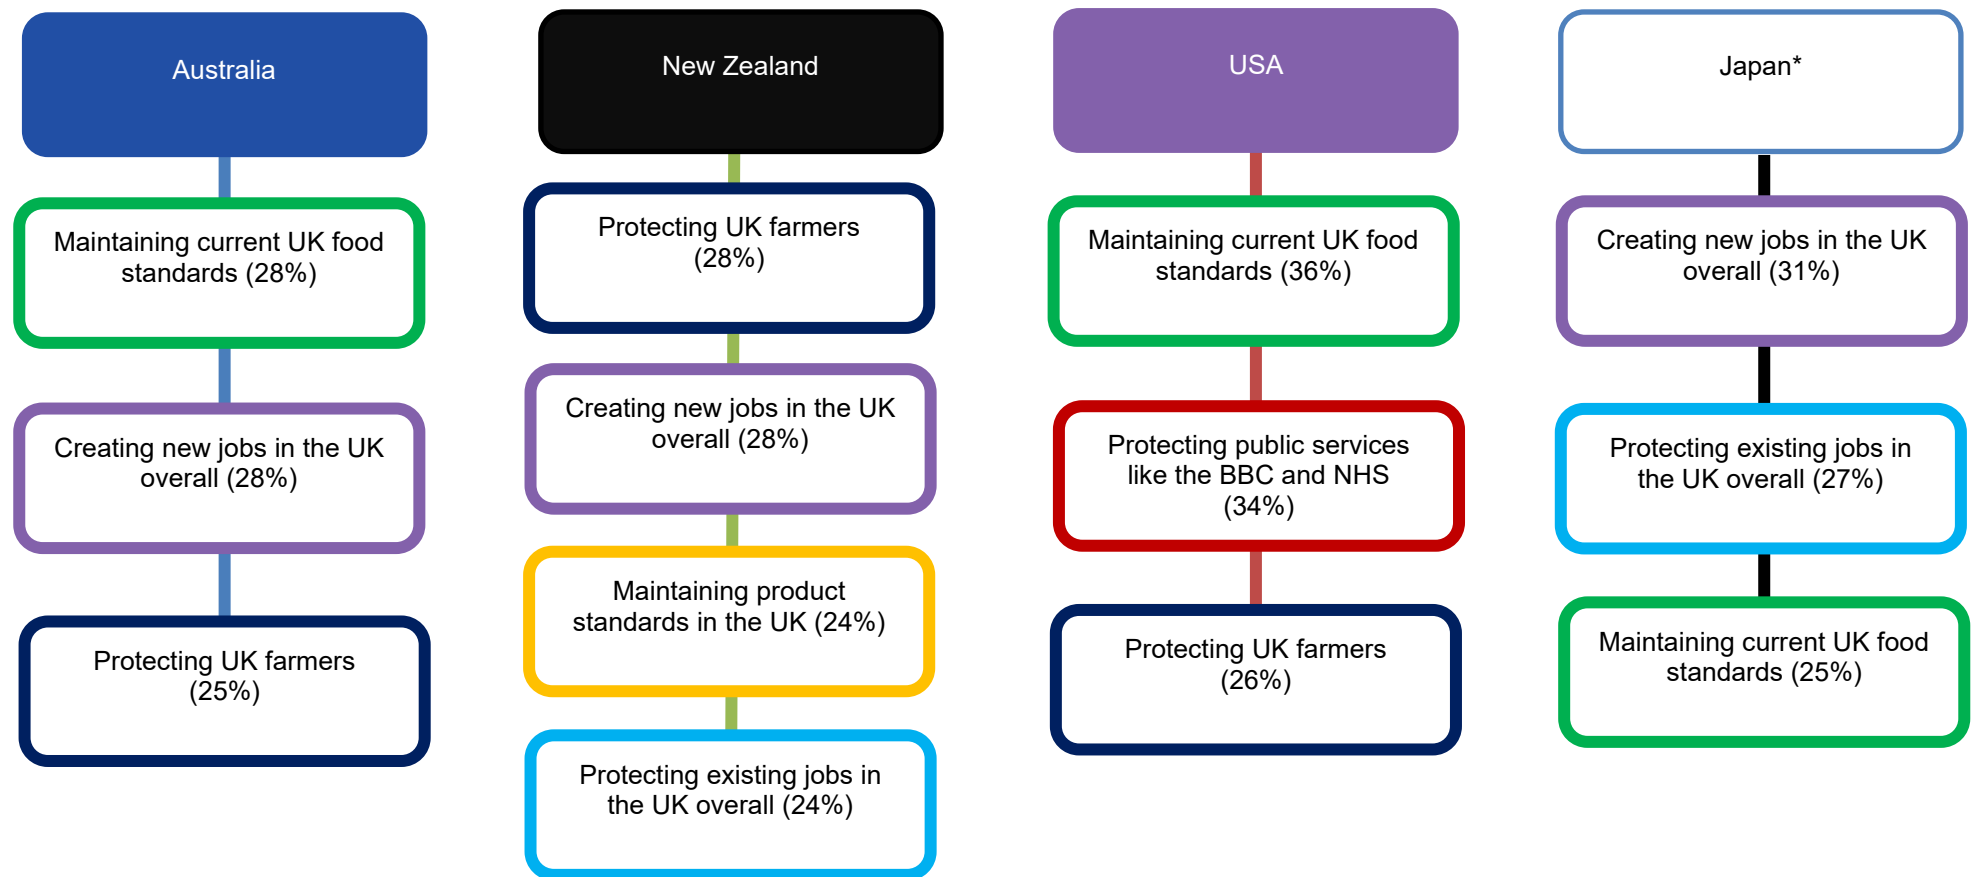 Australia
Maintaining current UK food
standards (28%)
Creating new jobs in the UK
overall (28%)
Protecting UK farmers
(25%)
New Zealand
Protecting UK farmers
(28%)
Creating new jobs in the UK
overall (28%)
Maintaining product
standards in the UK (24%)
Protecting existing jobs in
the UK overall (24%)
USA
Maintaining current UK food
standards (36%)
Protecting public services
like the BBC and NHS
(34%)
Protecting UK farmers
(26%)
Japan*
Creating new jobs in the UK
overall (31%)
Protecting existing jobs in
the UK overall (27%)
Maintaining current UK food
standards (25%)